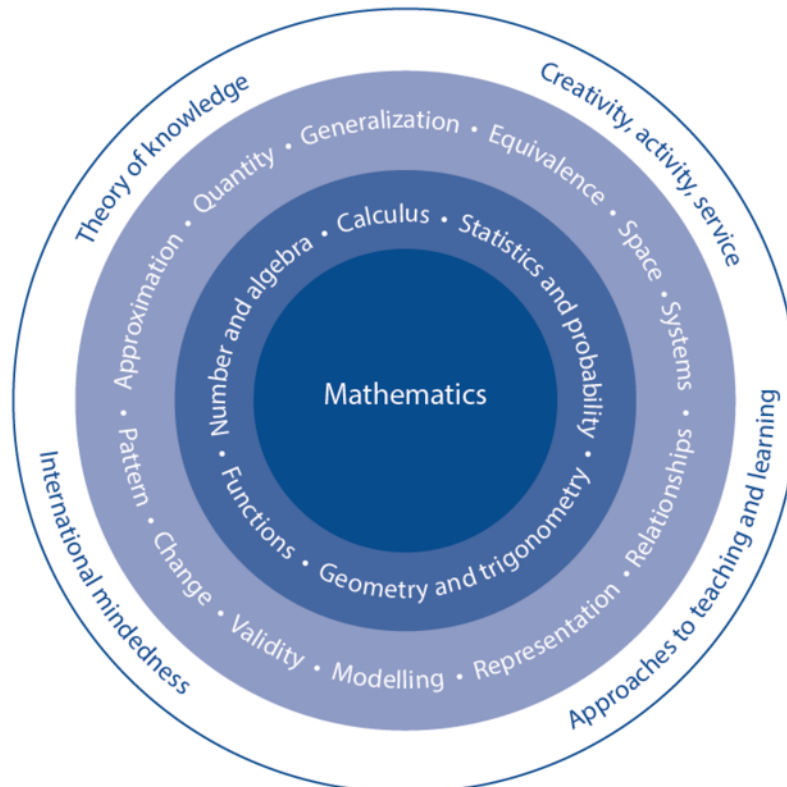 Theory of knowledge
Creativity, activity, service
Approaches to teaching and learning
International mindedness
Approximation • Quantity • Generalization • Equivalence • Space • Systems • Relationships • Representation • Modelling • Validity • Change • Pattern •
Number and algebra • Calculus • Statistics and probability • Geometry and trigonometry • Functions •
Mathematics